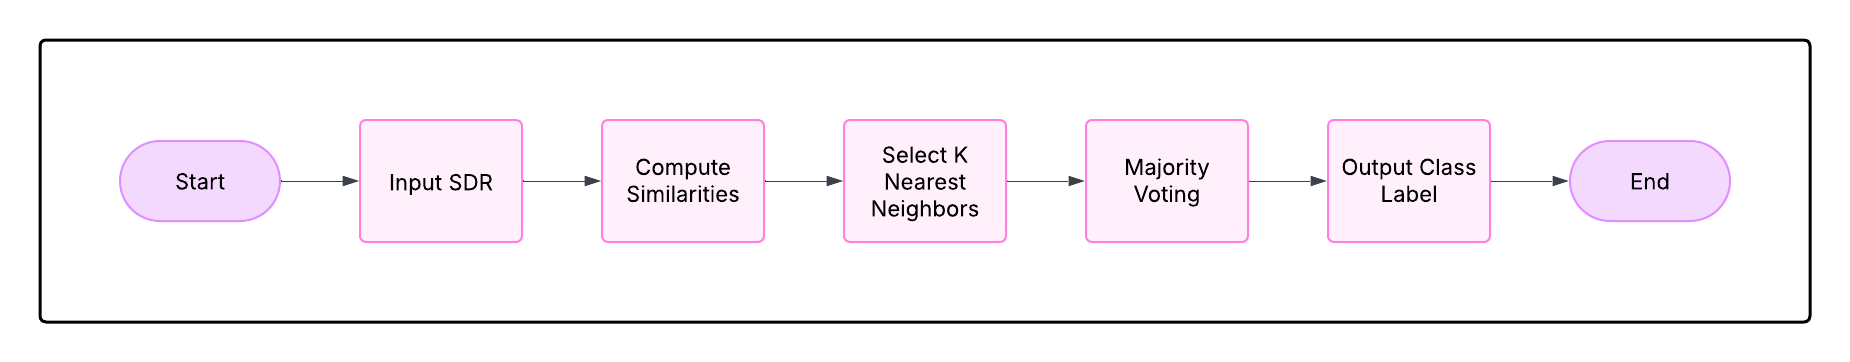 Start
Input SDR
Compute
Similarities
Select K
Nearest
Neighbors
Majority
Voting
Output Class
Label
End